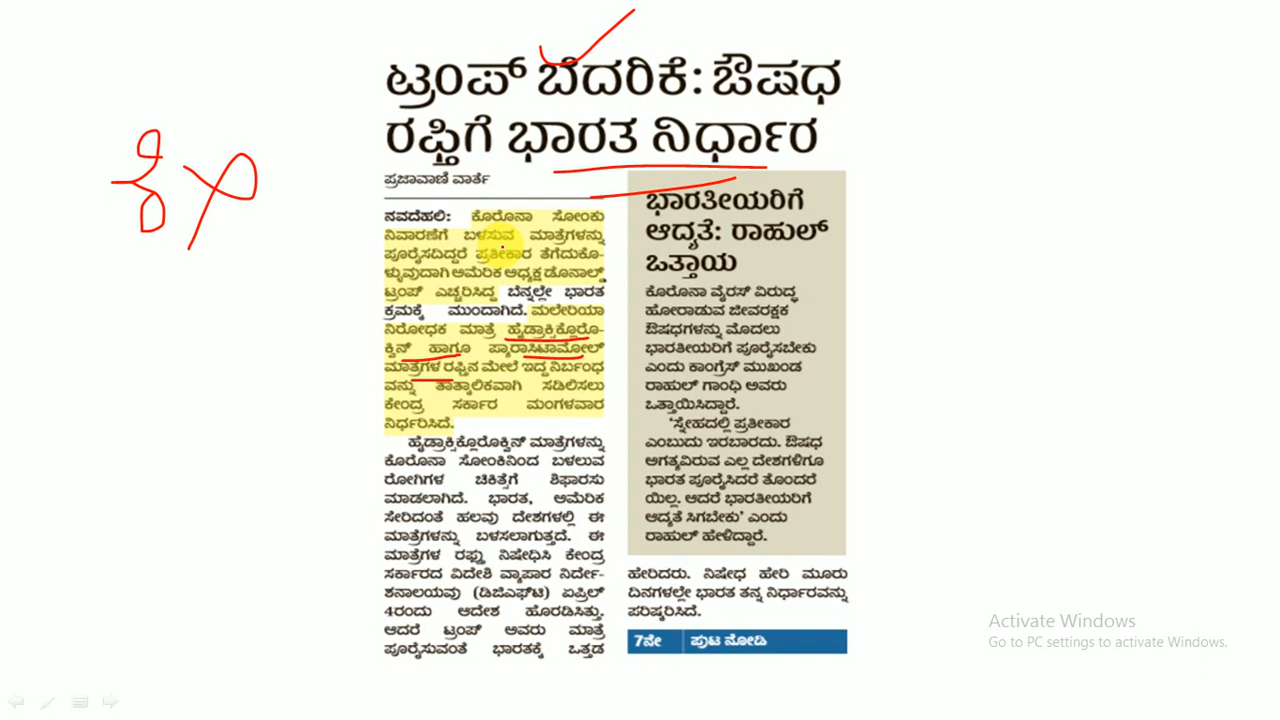 ಟ್ರಂಪ್ ಬೆದರಿಕೆ: ಔಷಧ
ರಫ್ತಿಗೆ ಭಾರತ ನಿರ್ಧಾರ
ಪ್ರಜಾವಾಣಿ ವಾರ್ತೆ
ನವದೆಹಲಿ: ಕೊರೊನಾ ಸೋಂಕು
ನಿವಾರಣೆಗೆ ಬಳಸುವ ಮಾತ್ರೆಗಳನ್ನು
ಪೂರೈಸದಿದ್ದರೆ ಪ್ರತೀಕಾರ ತೆಗೆದುಕೊ-
ಳ್ಳುವುದಾಗಿ ಅಮೆರಿಕ ಅಧ್ಯಕ್ಷ ಡೊನಾಲ್ಡ್
ಟ್ರಂಪ್ ಎಚ್ಚರಿಸಿದ್ದ ಬೆನ್ನಲ್ಲೇ ಭಾರತ
ಕ್ರಮಕ್ಕೆ ಮುಂದಾಗಿದೆ. ಮಲೇರಿಯಾ
ನಿರೋಧಕ ಮಾತ್ರೆ ಹೈಡ್ರಾಕ್ಸಿಕ್ಲೊರೊ-
ಕ್ವಿನ್ ಹಾಗೂ ಪ್ಯಾರಾಸಿಟಾಮೋಲ್
ಮಾತ್ರೆಗಳ ರಫ್ತಿನ ಮೇಲೆ ಇದ್ದ ನಿರ್ಬಂಧ
ವನ್ನು ತಾತ್ಕಾಲಿಕವಾಗಿ ಸಡಿಲಿಸಲು
ಕೇಂದ್ರ ಸರ್ಕಾರ ಮಂಗಳವಾರ
ನಿರ್ಧರಿಸಿದೆ.
ಹೈಡ್ರಾಕ್ಸಿಕ್ಲೊರೊಕ್ವಿನ್ ಮಾತ್ರೆಗಳನ್ನು
ಕೊರೊನಾ ಸೋಂಕಿನಿಂದ ಬಳಲುವ
ರೋಗಿಗಳ ಚಿಕಿತ್ಸೆಗೆ ಶಿಫಾರಸು
ಮಾಡಲಾಗಿದೆ. ಭಾರತ, ಅಮೆರಿಕ
ಸೇರಿದಂತೆ ಹಲವು ದೇಶಗಳಲ್ಲಿ ಈ
ಮಾತ್ರೆಗಳನ್ನು ಬಳಸಲಾಗುತ್ತದೆ. ಈ
ಮಾತ್ರೆಗಳ ರಫ್ತು ನಿಷೇಧಿಸಿ ಕೇಂದ್ರ
ಸರ್ಕಾರದ ವಿದೇಶಿ ವ್ಯಾಪಾರ ನಿರ್ದೇ-
ಶನಾಲಯವು (ಡಿಜಿಎಫ್‌ಟಿ) ಏಪ್ರಿಲ್
4ರಂದು ಆದೇಶ ಹೊರಡಿಸಿತ್ತು.
ಆದರೆ ಟ್ರಂಪ್ ಅವರು ಮಾತ್ರೆ
ಪೂರೈಸುವಂತೆ ಭಾರತಕ್ಕೆ ಒತ್ತಡ
ಭಾರತೀಯರಿಗೆ
ಆದ್ಯತೆ: ರಾಹುಲ್
ಒತ್ತಾಯ
ಕೊರೊನಾ ವೈರಸ್ ವಿರುದ್ಧ
ಹೋರಾಡುವ ಜೀವರಕ್ಷಕ
ಔಷಧಗಳನ್ನು ಮೊದಲು
ಭಾರತೀಯರಿಗೆ ಪೂರೈಸಬೇಕು
ಎಂದು ಕಾಂಗ್ರೆಸ್ ಮುಖಂಡ
ರಾಹುಲ್ ಗಾಂಧಿ ಅವರು
ಒತ್ತಾಯಿಸಿದ್ದಾರೆ.
'ಸ್ನೇಹದಲ್ಲಿ ಪ್ರತೀಕಾರ
ಎಂಬುದು ಇರಬಾರದು. ಔಷಧ
ಅಗತ್ಯವಿರುವ ಎಲ್ಲ ದೇಶಗಳಿಗೂ
ಭಾರತ ಪೂರೈಸಿದರೆ ತೊಂದರೆ
ಯಿಲ್ಲ. ಆದರೆ ಭಾರತೀಯರಿಗೆ
ಆದ್ಯತೆ ಸಿಗಬೇಕು' ಎಂದು
ರಾಹುಲ್ ಹೇಳಿದ್ದಾರೆ.
ಹೇರಿದರು. ನಿಷೇಧ ಹೇರಿ ಮೂರು
ದಿನಗಳಲ್ಲೇ ಭಾರತ ತನ್ನ ನಿರ್ಧಾರವನ್ನು
ಪರಿಷ್ಕರಿಸಿದೆ.
7ನೇ ಪುಟ ನೋಡಿ
Activate Windows
Go to PC settings to activate Windows.